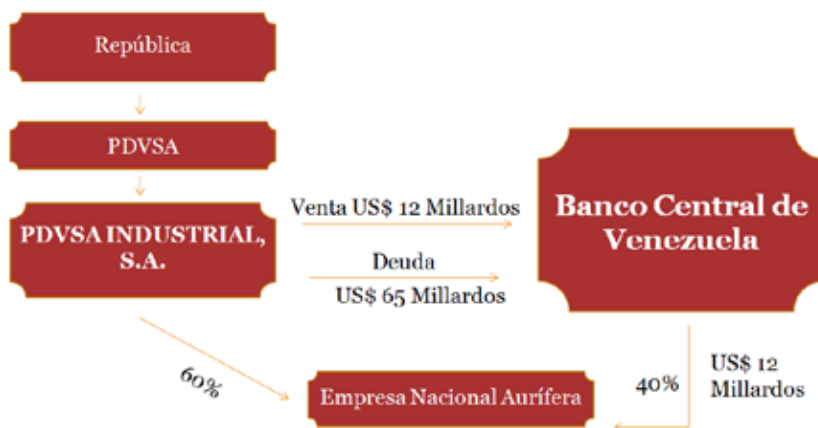 República
PDVSA
PDVSA INDUSTRIAL,
S.A.
Venta US$ 12 Millardos
Deuda
US$ 65 Millardos
Banco Central de
Venezuela
60%
Empresa Nacional Aurífera
40%
US$ 12
Millardos